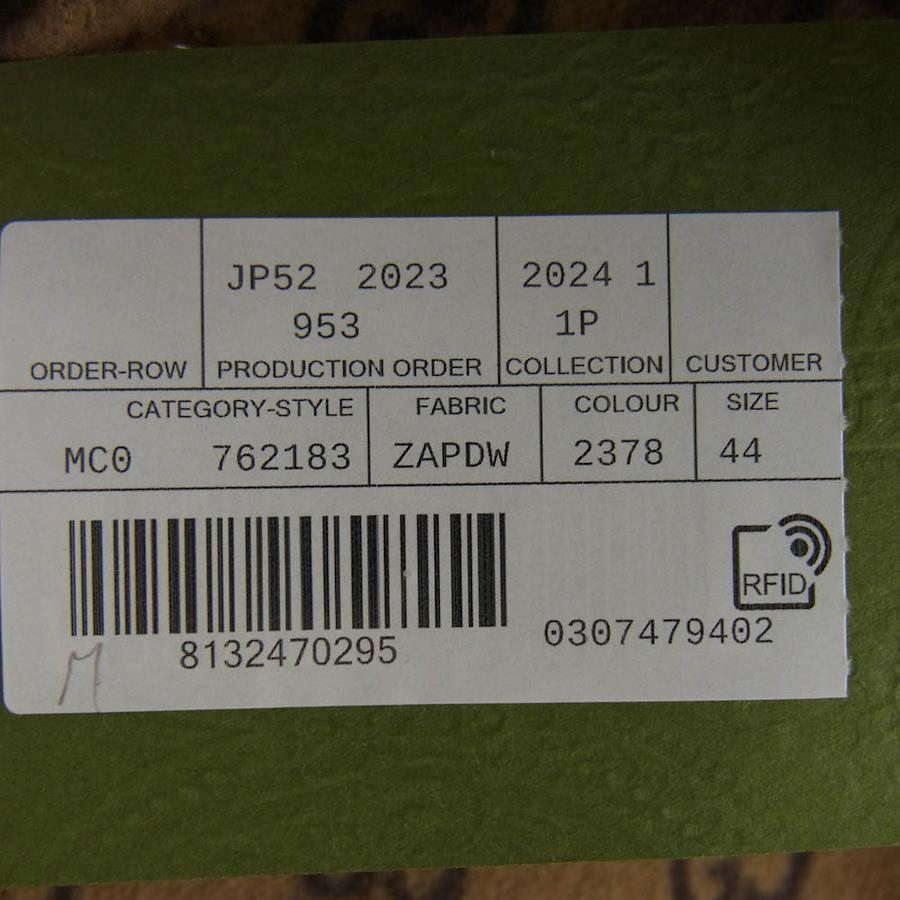 JP52 2023
953
2024 1
1P
ORDER-ROW
PRODUCTION ORDER
COLLECTION
CUSTOMER
CATEGORY-STYLE
FABRIC
COLOUR
SIZE
MC0 762183
ZAPDW
2378
44
RFID
8132470295
0307479402
M